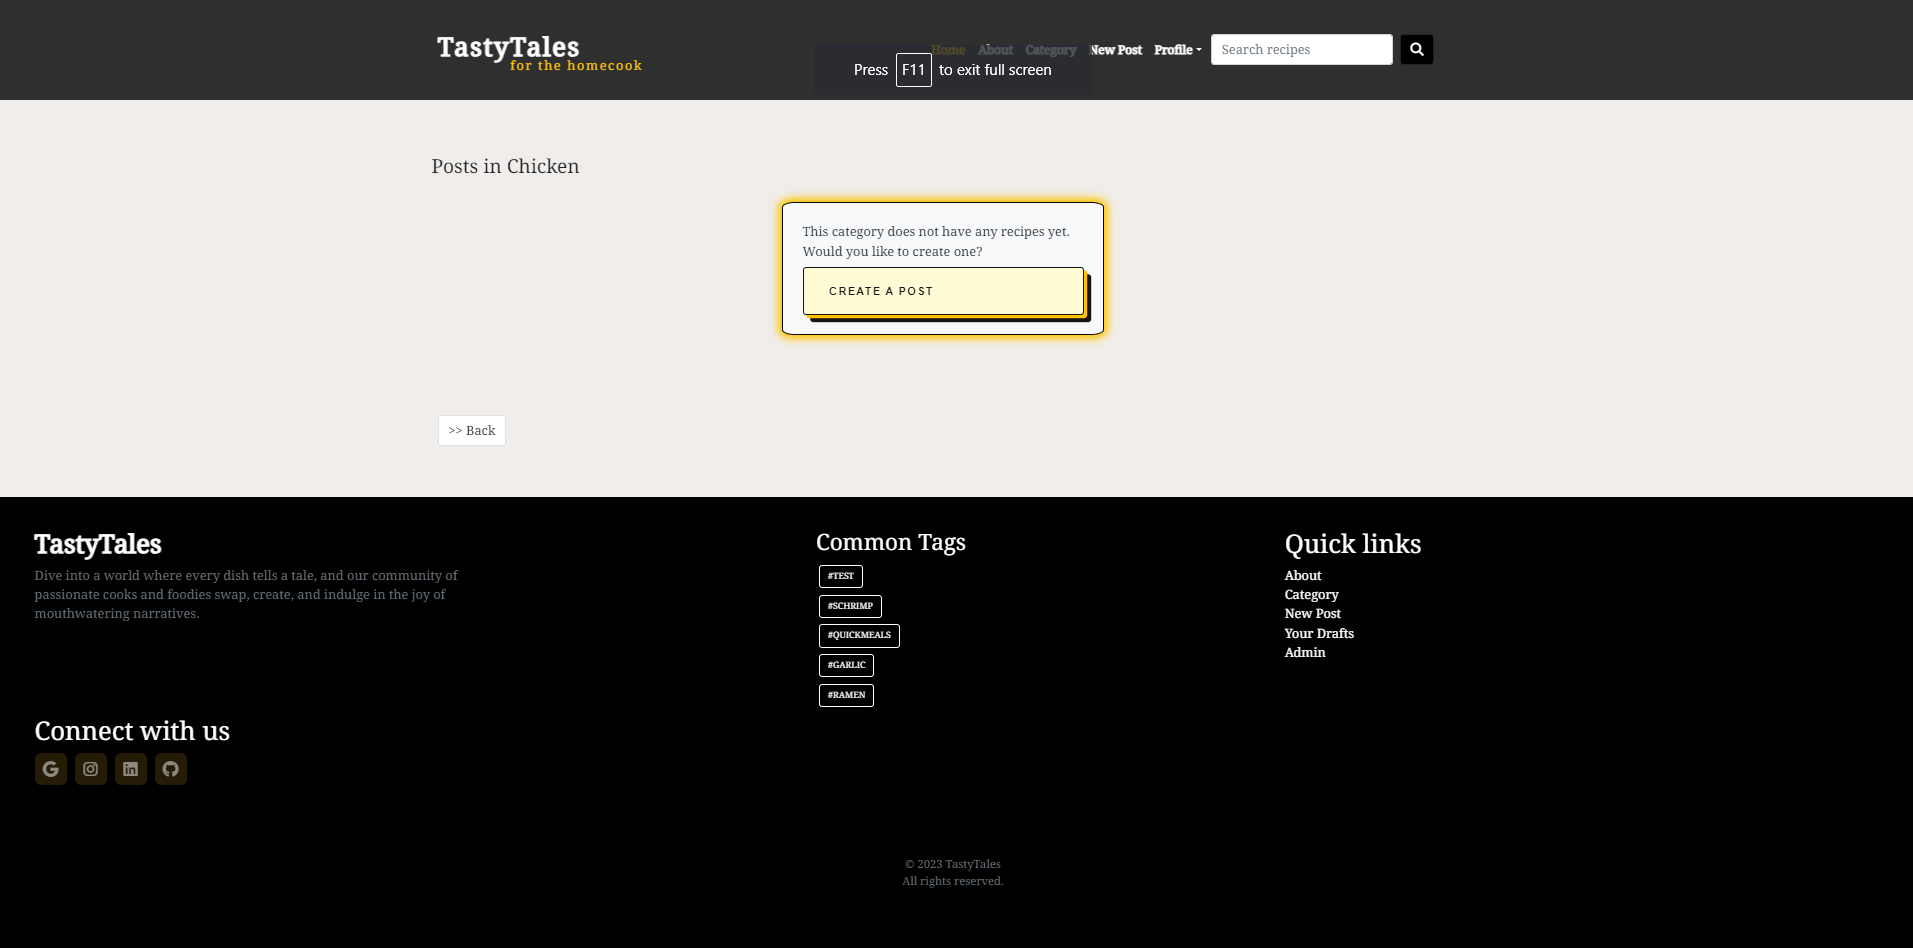 TastyTales
for the homecook
Home About Category New Post Profile Search recipes
Press F11 to exit full screen
Posts in Chicken
This category does not have any recipes yet.
Would you like to create one?
CREATE A POST
>> Back
TastyTales
Dive into a world where every dish tells a tale, and our community of
passionate cooks and foodies swap, create, and indulge in the joy of
mouthwatering narratives.
Common Tags
#TEST
#SCHRIMP
#QUICKMEALS
#GARLIC
#RAMEN
Quick links
About
Category
New Post
Your Drafts
Admin
Connect with us
© 2023 TastyTales
All rights reserved.